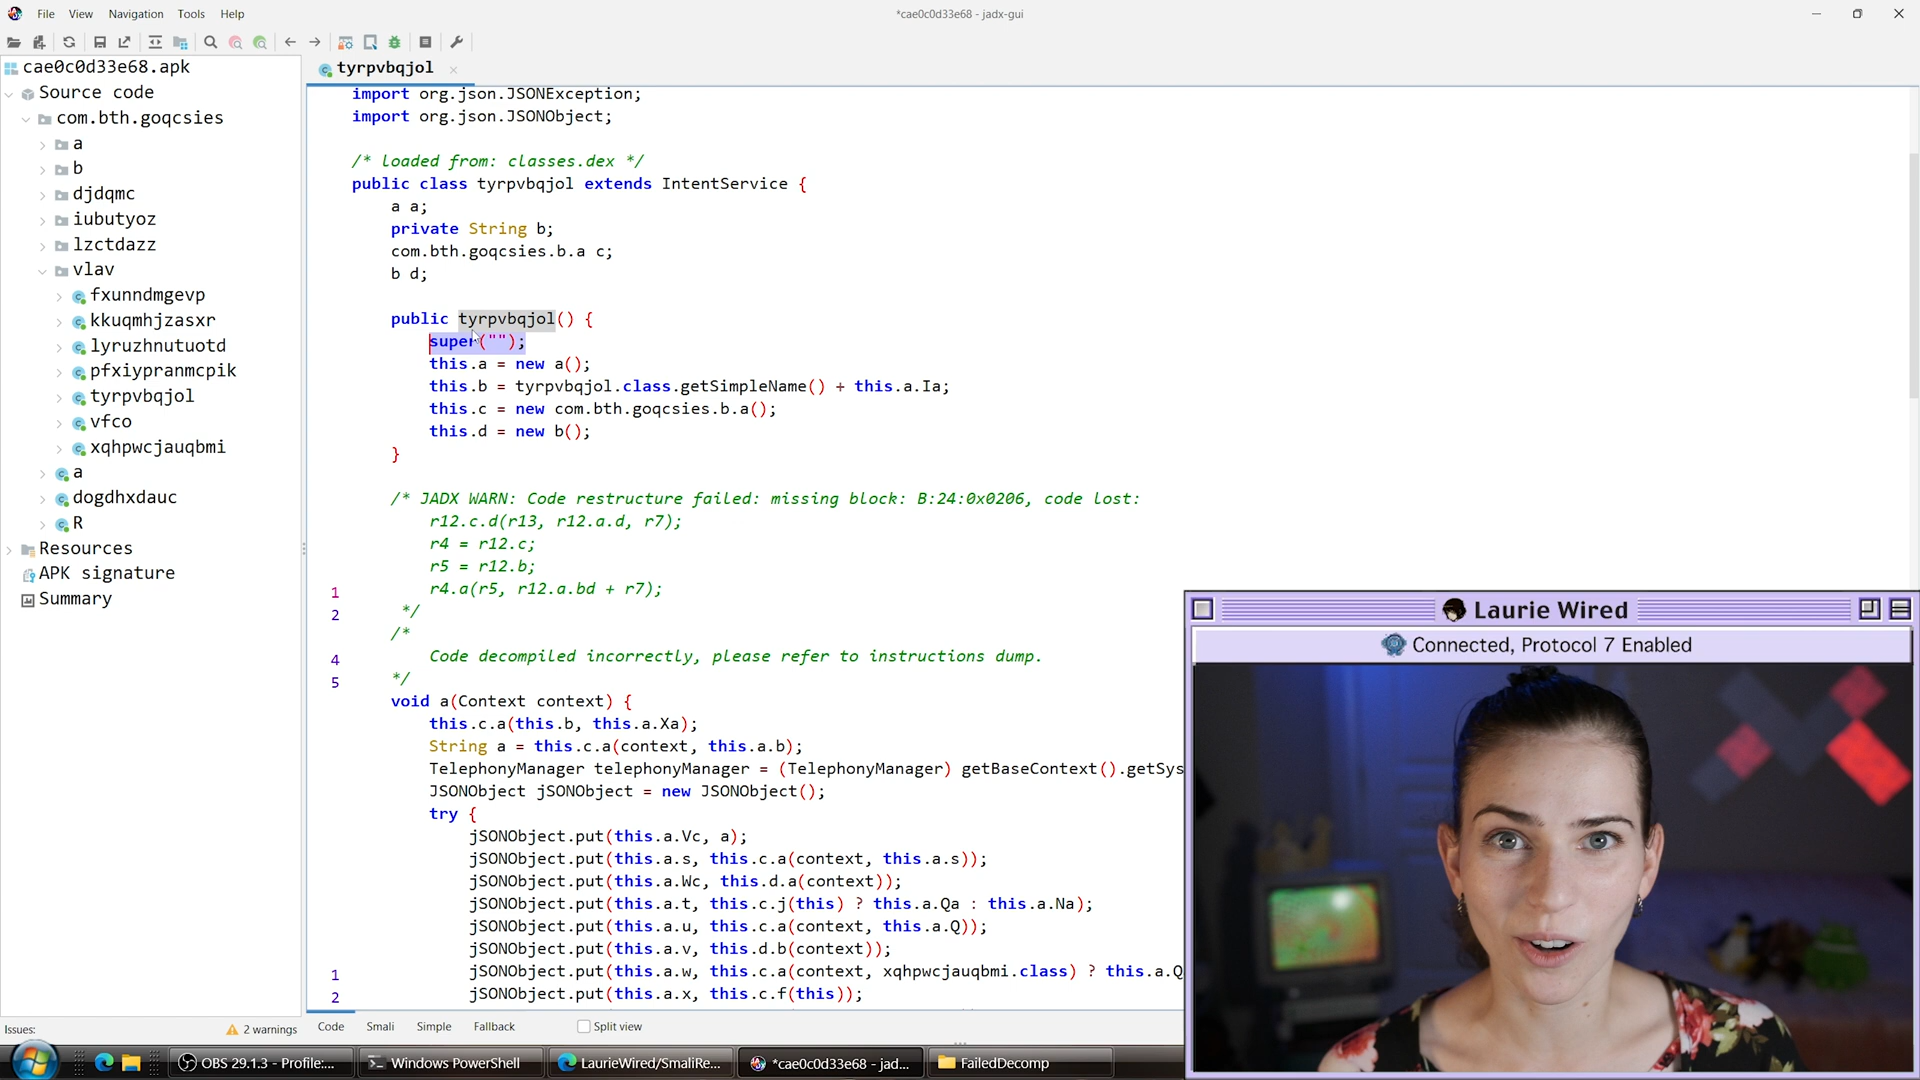 File View Navigation Tools Help
*cae0c0d33e68 - jadx-gui
cae0c0d33e68.apk
Source code
com.bth.goqcsies
a
b
djdqmc
iubutyoz
lzctdazz
vlav
fxunndmgevp
kkuqmhjzasxr
lyruzhnutuotd
pfxiypranmcpik
tyrpvbqjol
vfco
xqhpwcjauqbmi
a
dogdhxdauc
R
Resources
APK signature
Summary
tyrpvbqjol
import org.json.JSONException;
import org.json.JSONObject;
/* loaded from: classes.dex */
public class tyrpvbqjol extends IntentService {
a a;
private String b;
com.bth.goqcsies.b.a c;
b d;
public tyrpvbqjol() {
super("");
this.a = new a();
this.b = tyrpvbqjol.class.getSimpleName() + this.a.Ia;
this.c = new com.bth.goqcsies.b.a();
this.d = new b();
}
/* JADX WARN: Code restructure failed: missing block: B:24:0x0206, code lost:
r12.c.d(r13, r12.a.d, r7);
r4 = r12.c;
r5 = r12.b;
1 r4.a(r5, r12.a.bd + r7);
2 */
/*
4 Code decompiled incorrectly, please refer to instructions dump.
5 */
void a(Context context) {
this.c.a(this.b, this.a.Xa);
String a = this.c.a(context, this.a.b);
TelephonyManager telephonyManager = (TelephonyManager) getBaseContext().getSys
JSONObject jSONObject = new JSONObject();
try {
jSONObject.put(this.a.Vc, a);
jSONObject.put(this.a.s, this.c.a(context, this.a.s));
jSONObject.put(this.a.Wc, this.d.a(context));
jSONObject.put(this.a.t, this.c.j(this) ? this.a.Qa : this.a.Na);
jSONObject.put(this.a.u, this.c.a(context, this.a.Q));
jSONObject.put(this.a.v, this.d.b(context));
1 jSONObject.put(this.a.w, this.c.a(context, xqhpwcjauqbmi.class) ? this.a.Q
2 jSONObject.put(this.a.x, this.c.f(this));
Laurie Wired
Connected, Protocol 7 Enabled
Issues: 2 warnings
Code Smali Simple Fallback Split view
OBS 29.1.3 - Profile:... Windows PowerShell LaurieWired/SmaliRe... *cae0c0d33e68 - jad... FailedDecomp